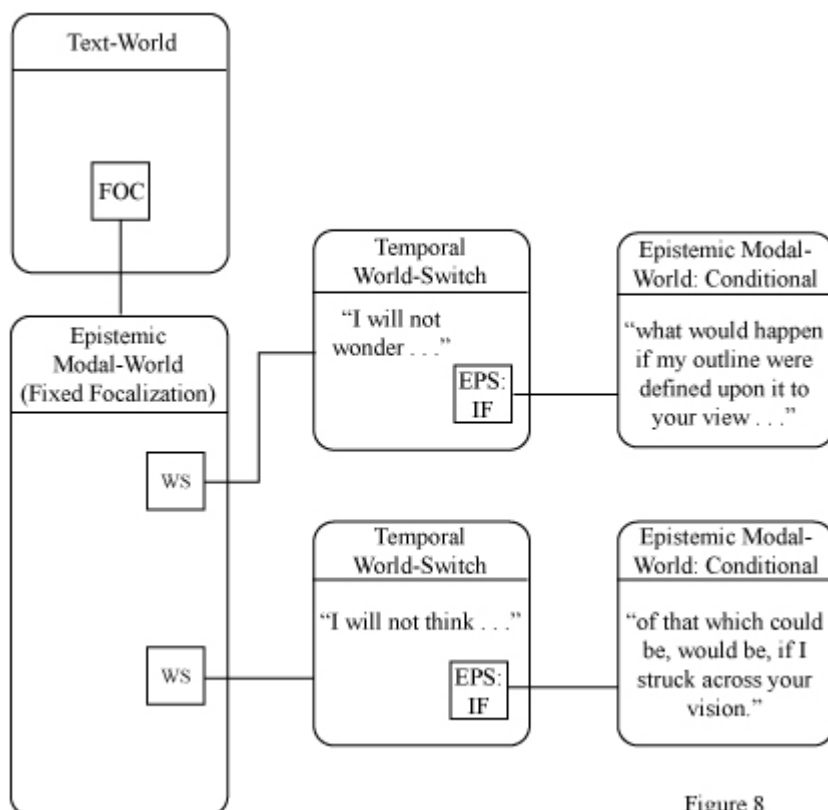 Text-World
FOC
Epistemic
Modal-World
(Fixed Focalization)
WS
WS
Temporal
World-Switch
“I will not
wonder . . .”
EPS:
IF
Epistemic Modal-
World: Conditional
“what would happen
if my outline were
defined upon it to
your view . . .”
Temporal
World-Switch
“I will not think . . .”
EPS:
IF
Epistemic Modal-
World: Conditional
“of that which could
be, would be, if I
struck across your
vision.”
Figure 8